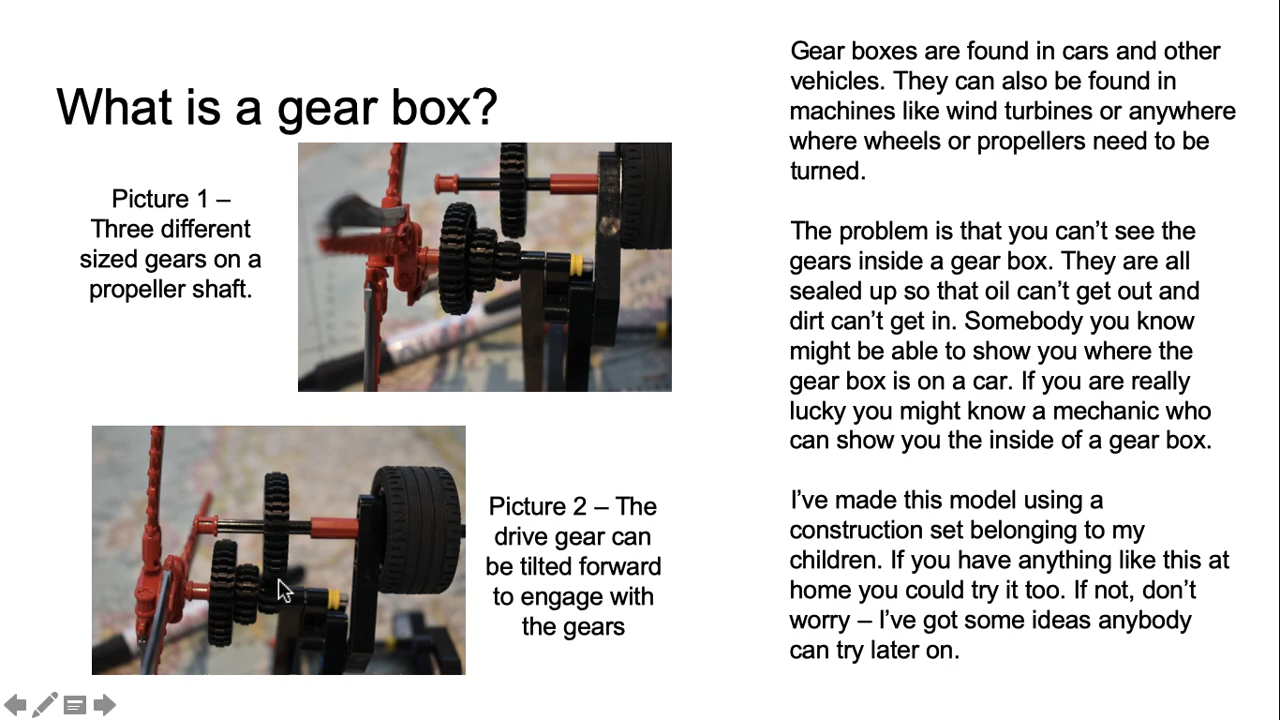 What is a gear box?
Picture 1 –
Three different
sized gears on a
propeller shaft.
Picture 2 – The
drive gear can
be tilted forward
to engage with
the gears
Gear boxes are found in cars and other
vehicles. They can also be found in
machines like wind turbines or anywhere
where wheels or propellers need to be
turned.
The problem is that you can’t see the
gears inside a gear box. They are all
sealed up so that oil can’t get out and
dirt can’t get in. Somebody you know
might be able to show you where the
gear box is on a car. If you are really
lucky you might know a mechanic who
can show you the inside of a gear box.
I’ve made this model using a
construction set belonging to my
children. If you have anything like this at
home you could try it too. If not, don’t
worry – I’ve got some ideas anybody
can try later on.